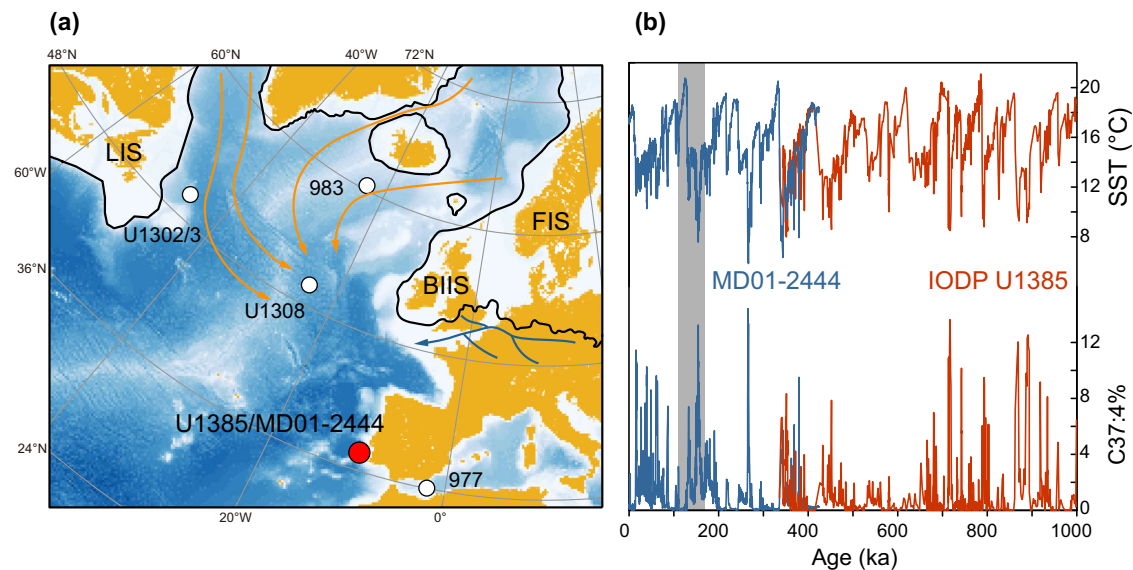 (a)
(b)
48°N
60°N
40°W
72°N
LIS
60°W
983
FIS
U1302/3
36°N
BIIS
U1308
U1385/MD01-2444
24°N
977
20°W
0°
20
16
12
8
SST (°C)
MD01-2444
IODP U1385
12
8
4
0
C37:4%
0
200
400
600
800
1000
Age (ka)